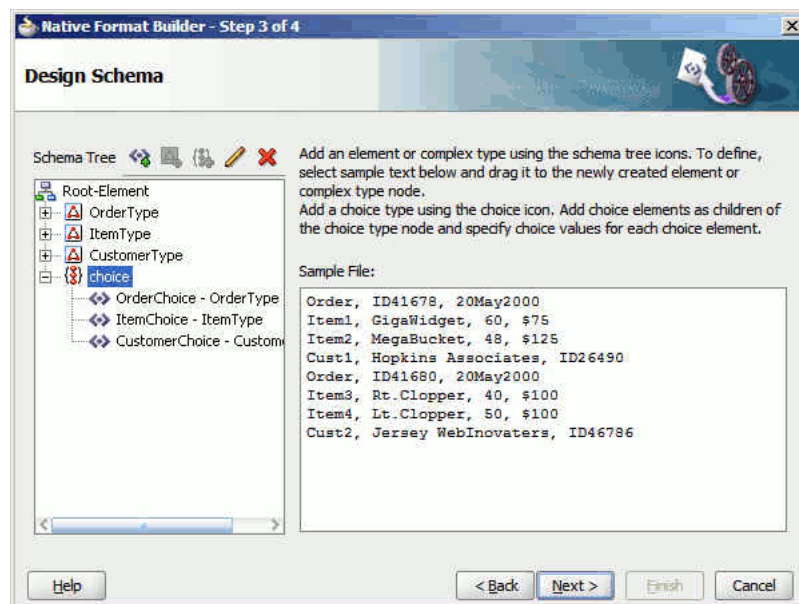 Native Format Builder - Step 3 of 4
Design Schema
Schema Tree
Root-Element
OrderType
ItemType
CustomerType
choice
OrderChoice - OrderType
ItemChoice - ItemType
CustomerChoice - Custom
Add an element or complex type using the schema tree icons. To define,
select sample text below and drag it to the newly created element or
complex type node.
Add a choice type using the choice icon. Add choice elements as children of
the choice type node and specify choice values for each choice element.
Sample File:
Order, ID41678, 20May2000
Item1, GigaWidget, 60, $75
Item2, MegaBucket, 48, $125
Cust1, Hopkins Associates, ID26490
Order, ID41680, 20May2000
Item3, Rt.Clopper, 40, $100
Item4, Lt.Clopper, 50, $100
Cust2, Jersey WebInovaters, ID46786
Help
< Back
Next >
Finish
Cancel